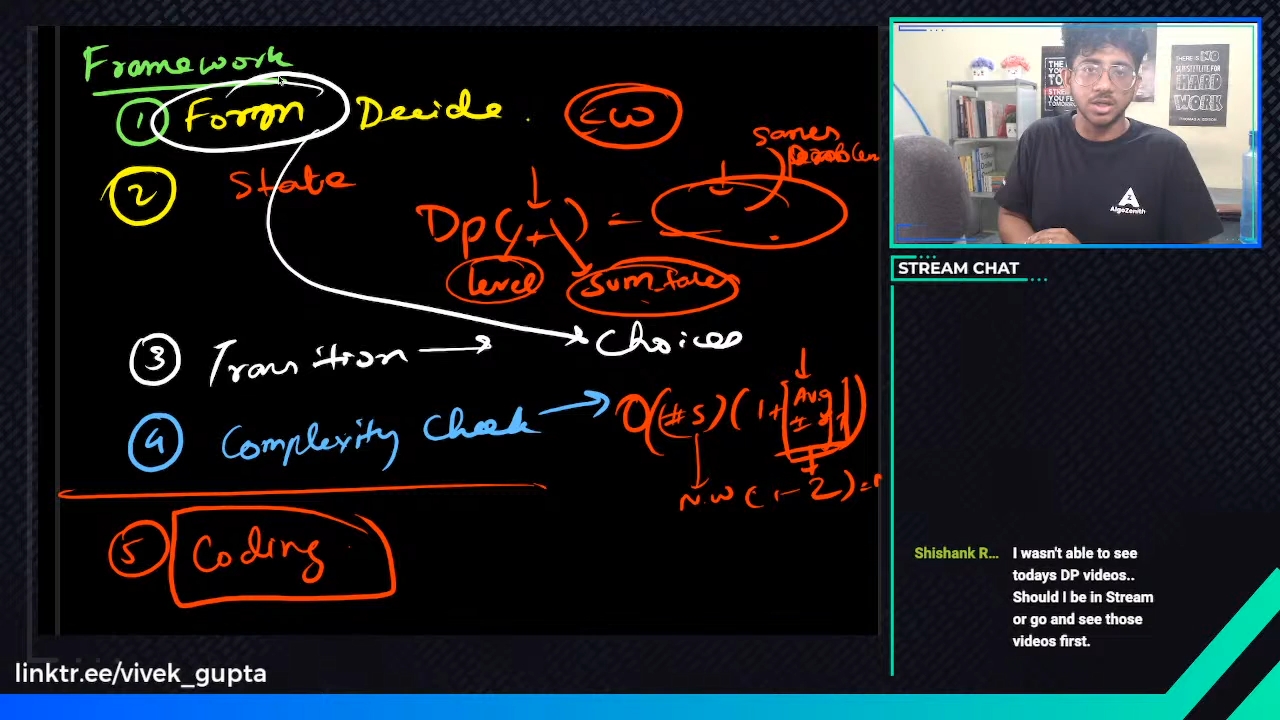 Framework
1 Form Decide. ≤W
2 State
Dp( , ) =
level sum_taken
3 Transition → Choices
4 Complexity Check → O(#S)(1+ Avg #
N.W (1-2) =
5 Coding
THERE IS NO
SUBSTITUTE FOR
HARD
WORK
AlgoZenith
STREAM CHAT
Shishank R... I wasn't able to see
todays DP videos..
Should I be in Stream
or go and see those
videos first.
linktr.ee/vivek_gupta